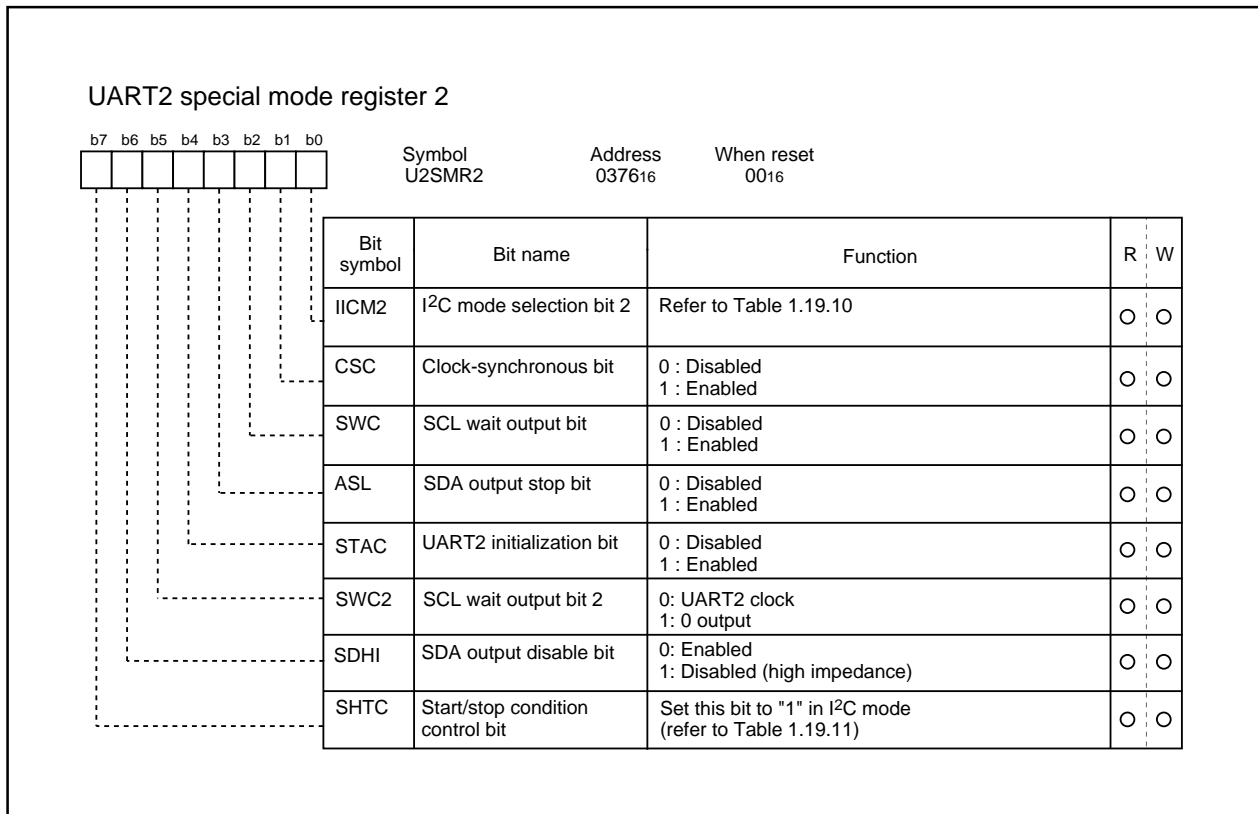 UART2 special mode register 2
b7 b6 b5 b4 b3 b2 b1 b0
Symbol Address When reset
U2SMR2 037616 0016
Bit symbol Bit name Function R W
IICM2 I2C mode selection bit 2 Refer to Table 1.19.10 O O
CSC Clock-synchronous bit 0 : Disabled
1 : Enabled O O
SWC SCL wait output bit 0 : Disabled
1 : Enabled O O
ASL SDA output stop bit 0 : Disabled
1 : Enabled O O
STAC UART2 initialization bit 0 : Disabled
1 : Enabled O O
SWC2 SCL wait output bit 2 0: UART2 clock
1: 0 output O O
SDHI SDA output disable bit 0: Enabled
1: Disabled (high impedance) O O
SHTC Start/stop condition control bit Set this bit to "1" in I2C mode
(refer to Table 1.19.11) O O